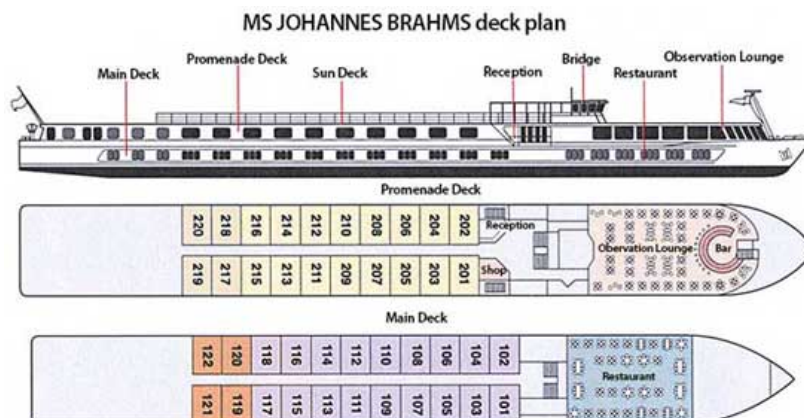 MS JOHANNES BRAHMS deck plan
Main Deck
Promenade Deck
Sun Deck
Reception
Bridge
Restaurant
Observation Lounge
Promenade Deck
220 218 216 214 212 210 208 206 204 202
Reception
Obervation Lounge
Bar
Shop
219 217 215 213 211 209 207 205 203 201
Main Deck
122 120 118 116 114 112 110 108 106 104 102
Restaurant
121 119 117 115 113 111 109 107 105 103 101